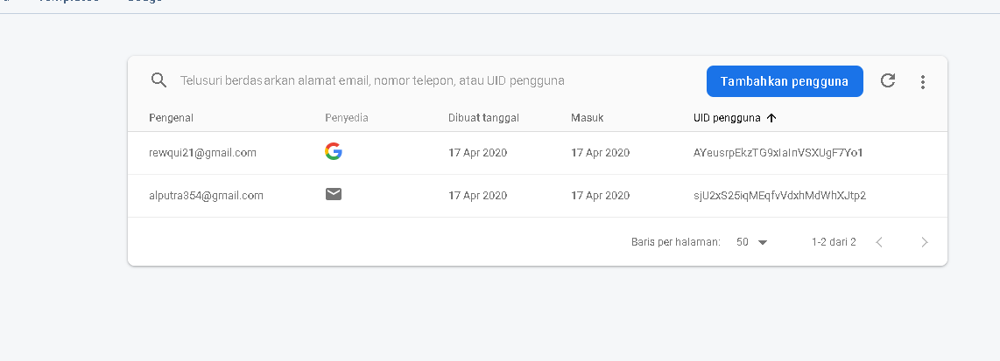 Telusuri berdasarkan alamat email, nomor telepon, atau UID pengguna Tambahkan pengguna
Pengenal Penyedia Dibuat tanggal Masuk UID pengguna
rewqui21@gmail.com 17 Apr 2020 17 Apr 2020
alputra354@gmail.com 17 Apr 2020 17 Apr 2020 sjU2xS25iqMEqfvVdxhMdWhXJtp2
Baris per halaman: 50 1-2 dari 2